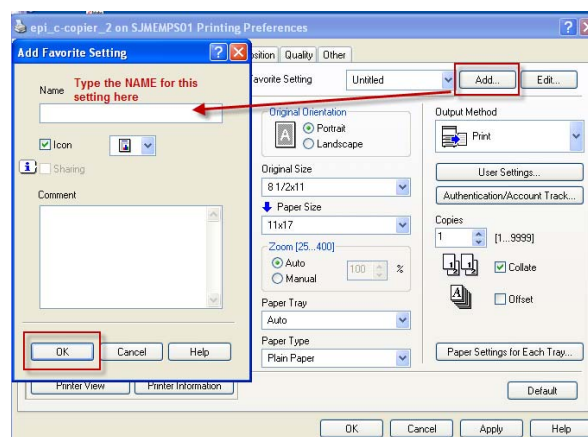 epi_c-copier_2 on SJMEMPS01 Printing Preferences
Add Favorite Setting
Name
Type the NAME for this
setting here
Icon
Sharing
Comment
OK Cancel Help
Printer View Printer Information
osition Quality Other
avorite Setting Untitled Add... Edit...
Original Orientation
A
Portrait
Landscape
Original Size
8 1/2x11
Paper Size
11x17
Zoom [25...400]
Auto
Manual
100 %
Paper Tray
Auto
Paper Type
Plain Paper
Output Method
Print
User Settings...
Authentication/Account Track...
Copies
1 [1...9999]
Collate
Offset
Paper Settings for Each Tray...
Default
OK Cancel Apply Help